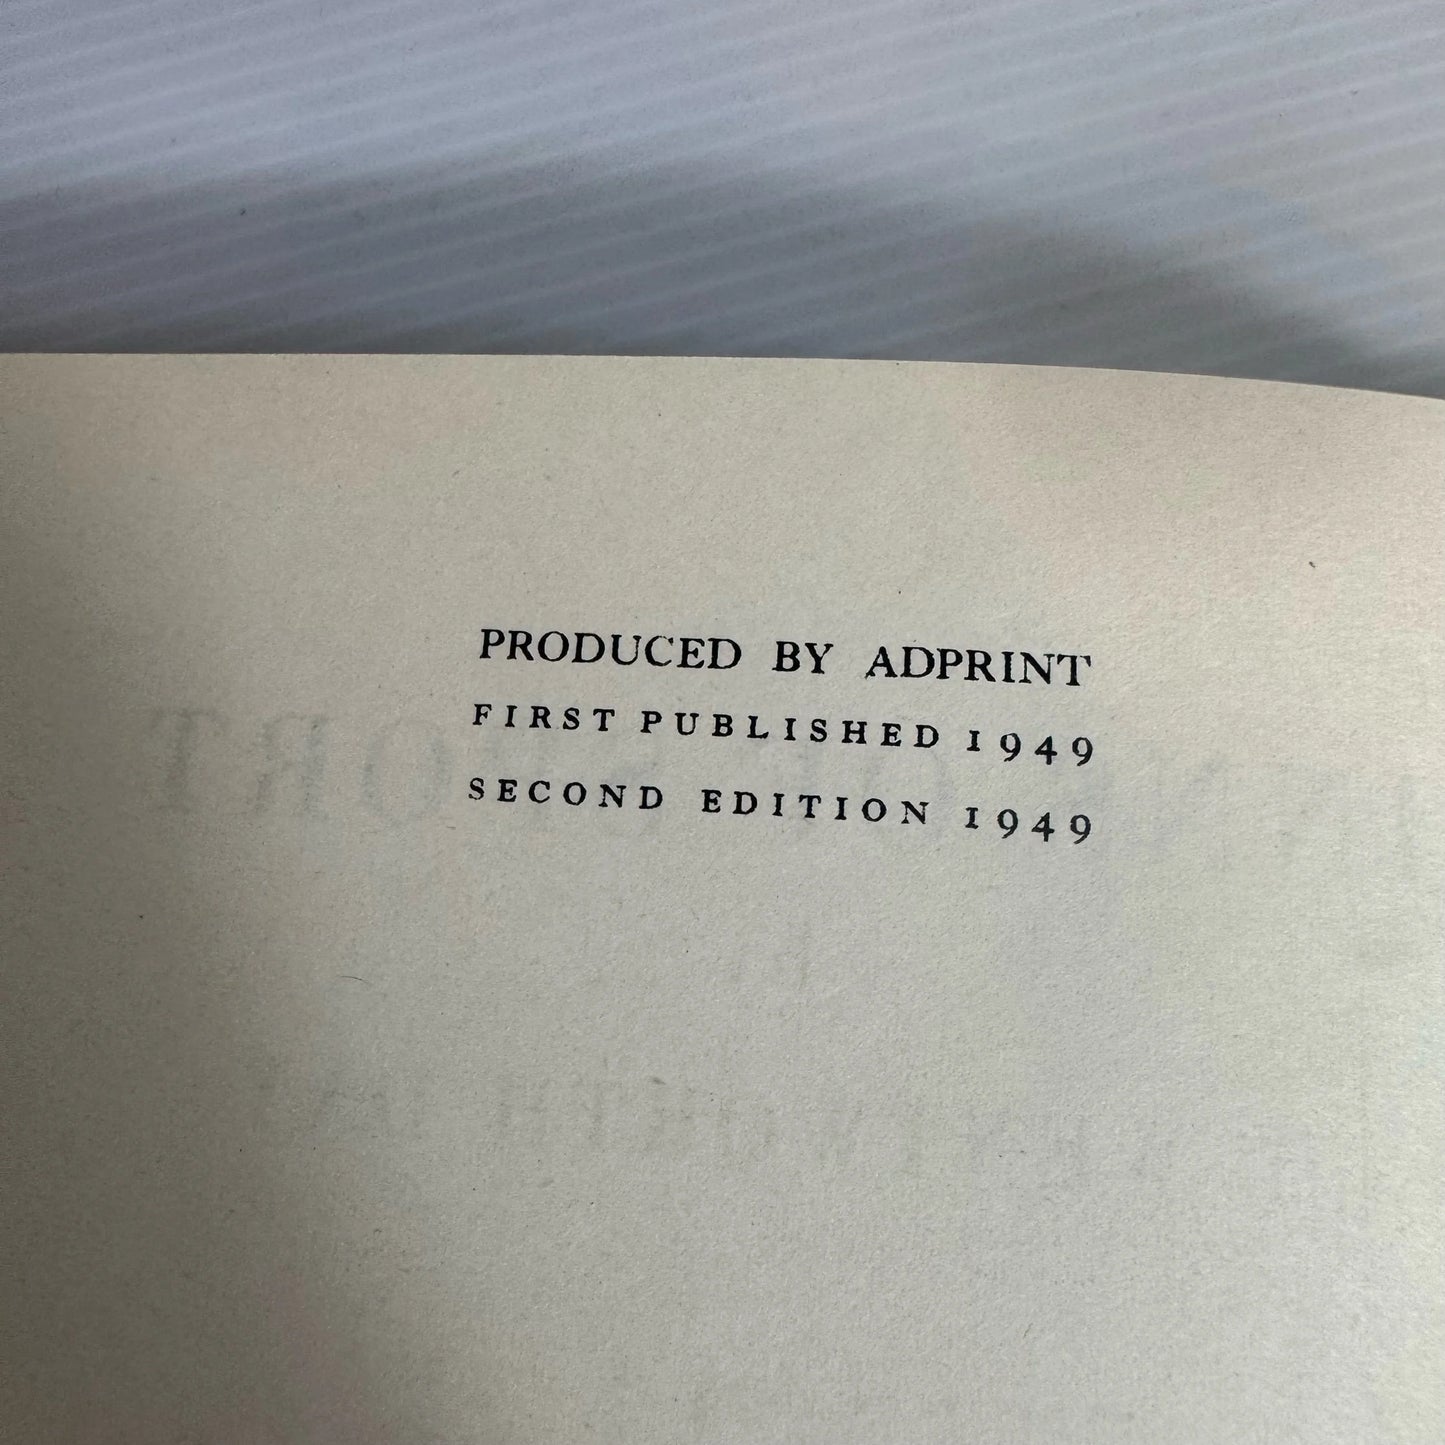 PRODUCED BY ADPRINT
FIRST PUBLISHED 1949
SECOND EDITION 1949